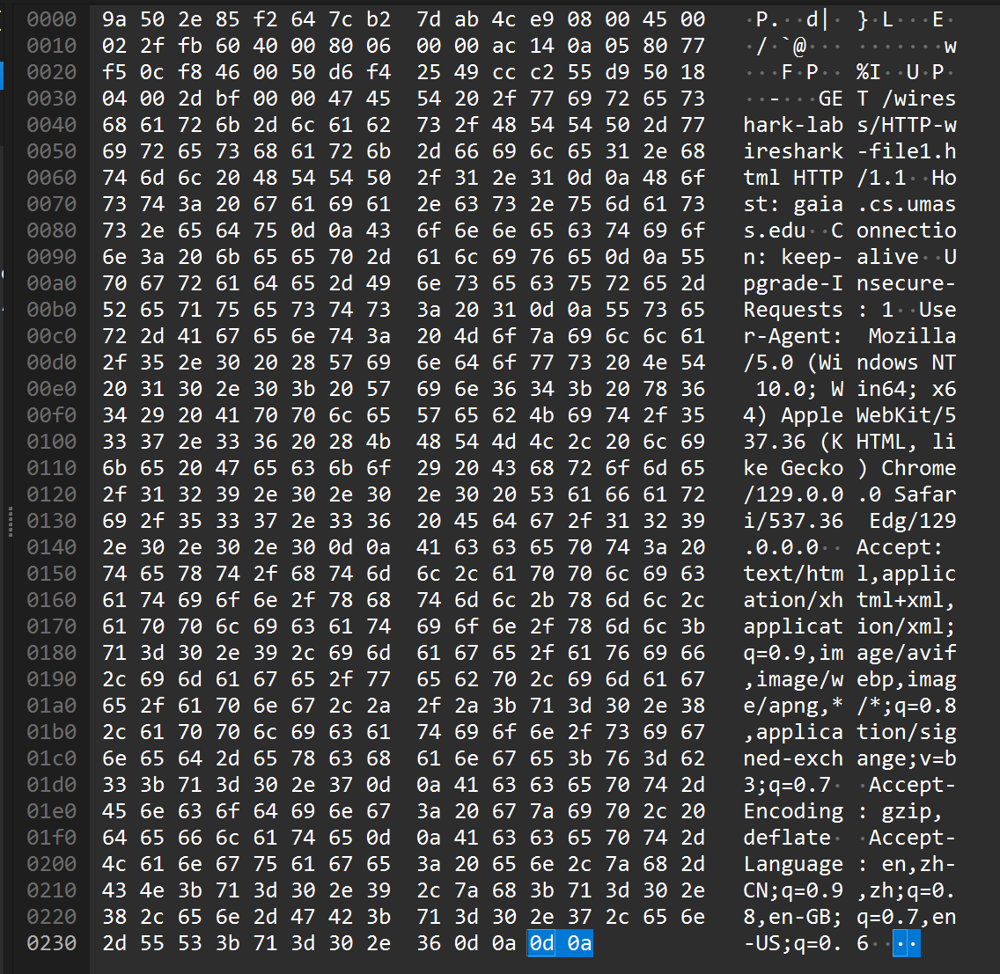 0000 9a 50 2e 85 f2 64 7c b2 7d ab 4c e9 08 00 45 00 ·P.··d|· }·L···E·
0010 02 2f fb 60 40 00 80 06 00 00 ac 14 0a 05 80 77 ·/·`@··· ·······w
0020 f5 0c f8 46 00 50 d6 f4 25 49 cc c2 55 d9 50 18 ···F·P·· %I··U·P·
0030 04 00 2d bf 00 00 47 45 54 20 2f 77 69 72 65 73 ··-···GE T /wires
0040 68 61 72 6b 2d 6c 61 62 73 2f 48 54 54 50 2d 77 hark-lab s/HTTP-w
0050 69 72 65 73 68 61 72 6b 2d 66 69 6c 65 31 2e 68 ireshark -file1.h
0060 74 6d 6c 20 48 54 54 50 2f 31 2e 31 0d 0a 48 6f tml HTTP /1.1··Ho
0070 73 74 3a 20 67 61 69 61 2e 63 73 2e 75 6d 61 73 st: gaia .cs.umas
0080 73 2e 65 64 75 0d 0a 43 6f 6e 6e 65 63 74 69 6f s.edu··C onnectio
0090 6e 3a 20 6b 65 65 70 2d 61 6c 69 76 65 0d 0a 55 n: keep- alive··U
00a0 70 67 72 61 64 65 2d 49 6e 73 65 63 75 72 65 2d pgrade-I nsecure-
00b0 52 65 71 75 65 73 74 73 3a 20 31 0d 0a 55 73 65 Requests : 1··Use
00c0 72 2d 41 67 65 6e 74 3a 20 4d 6f 7a 69 6c 6c 61 r-Agent:  Mozilla
00d0 2f 35 2e 30 20 28 57 69 6e 64 6f 77 73 20 4e 54 /5.0 (Wi ndows NT
00e0 20 31 30 2e 30 3b 20 57 69 6e 36 34 3b 20 78 36  10.0; W in64; x6
00f0 34 29 20 41 70 70 6c 65 57 65 62 4b 69 74 2f 35 4) Apple WebKit/5
0100 33 37 2e 33 36 20 28 4b 48 54 4d 4c 2c 20 6c 69 37.36 (K HTML, li
0110 6b 65 20 47 65 63 6b 6f 29 20 43 68 72 6f 6d 65 ke Gecko ) Chrome
0120 2f 31 32 39 2e 30 2e 30 2e 30 20 53 61 66 61 72 /129.0.0 .0 Safar
0130 69 2f 35 33 37 2e 33 36 20 45 64 67 2f 31 32 39 i/537.36  Edg/129
0140 2e 30 2e 30 2e 30 0d 0a 41 63 63 65 70 74 3a 20 .0.0.0·· Accept: 
0150 74 65 78 74 2f 68 74 6d 6c 2c 61 70 70 6c 69 63 text/htm l,applic
0160 61 74 69 6f 6e 2f 78 68 74 6d 6c 2b 78 6d 6c 2c ation/xh tml+xml,
0170 61 70 70 6c 69 63 61 74 69 6f 6e 2f 78 6d 6c 3b applicat ion/xml;
0180 71 3d 30 2e 39 2c 69 6d 61 67 65 2f 61 76 69 66 q=0.9,im age/avif
0190 2c 69 6d 61 67 65 2f 77 65 62 70 2c 69 6d 61 67 ,image/w ebp,imag
01a0 65 2f 61 70 6e 67 2c 2a 2f 2a 3b 71 3d 30 2e 38 e/apng,* /*;q=0.8
01b0 2c 61 70 70 6c 69 63 61 74 69 6f 6e 2f 73 69 67 ,applica tion/sig
01c0 6e 65 64 2d 65 78 63 68 61 6e 67 65 3b 76 3d 62 ned-exch ange;v=b
01d0 33 3b 71 3d 30 2e 37 0d 0a 41 63 63 65 70 74 2d 3;q=0.7· ·Accept-
01e0 45 6e 63 6f 64 69 6e 67 3a 20 67 7a 69 70 2c 20 Encoding : gzip, 
01f0 64 65 66 6c 61 74 65 0d 0a 41 63 63 65 70 74 2d deflate· ·Accept-
0200 4c 61 6e 67 75 61 67 65 3a 20 65 6e 2c 7a 68 2d Language : en,zh-
0210 43 4e 3b 71 3d 30 2e 39 2c 7a 68 3b 71 3d 30 2e CN;q=0.9 ,zh;q=0.
0220 38 2c 65 6e 2d 47 42 3b 71 3d 30 2e 37 2c 65 6e 8,en-GB; q=0.7,en
0230 2d 55 53 3b 71 3d 30 2e 36 0d 0a 0d 0a -US;q=0. 6····